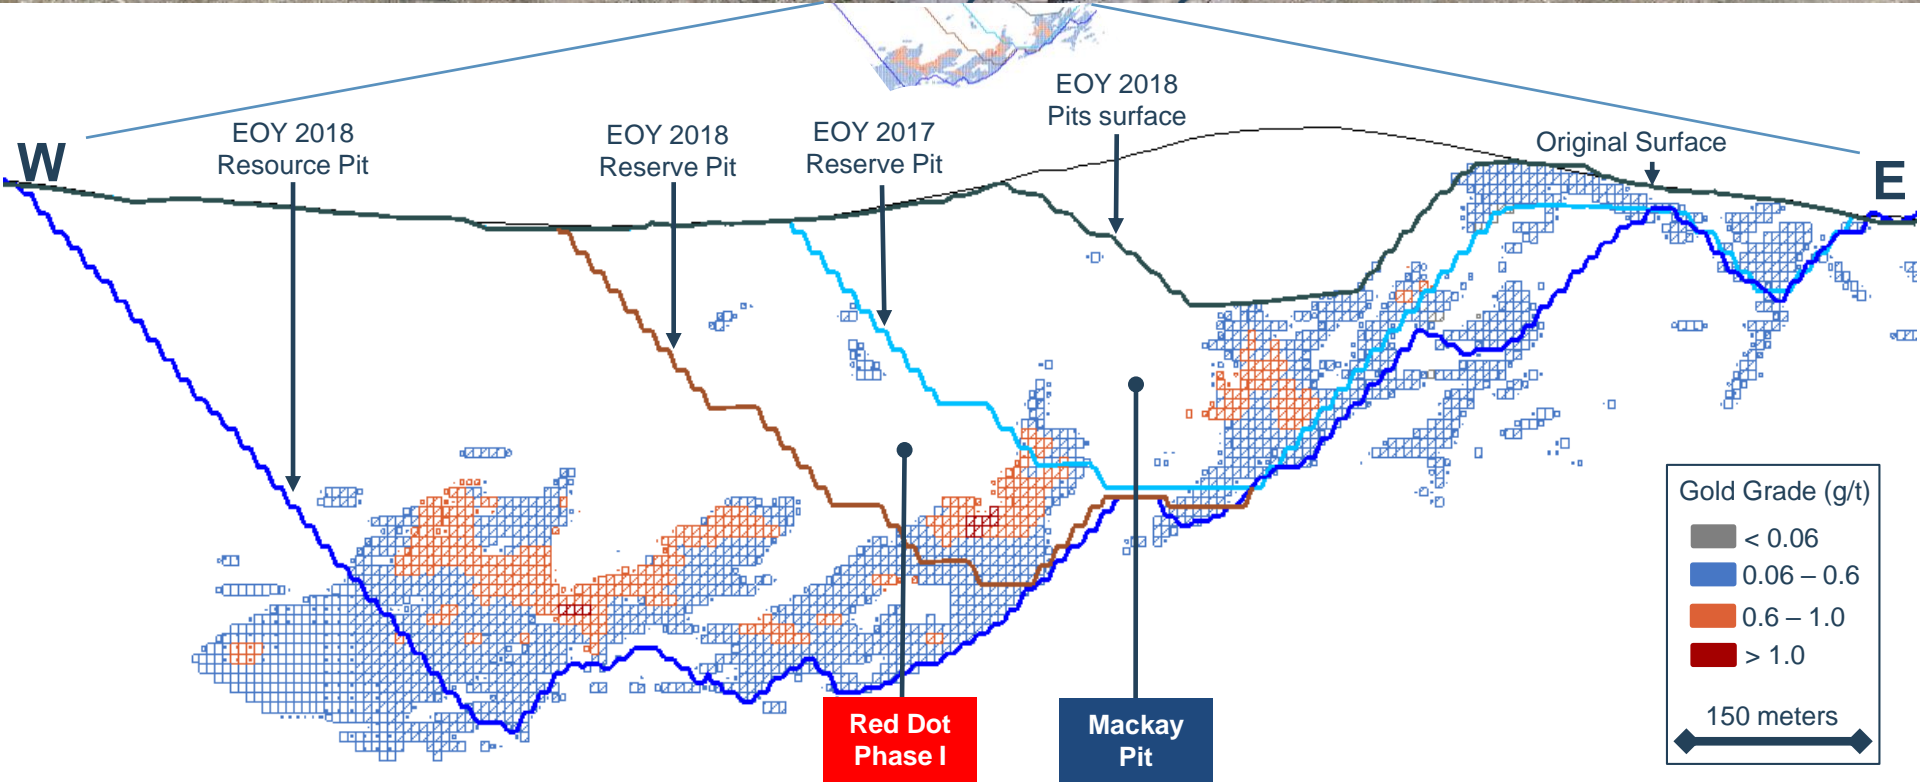 EOY 2018
Pits surface
EOY 2018
Resource Pit
EOY 2018
Reserve Pit
EOY 2017
Reserve Pit
Original Surface
W
E
Gold Grade (g/t)
< 0.06
0.06 – 0.6
0.6 – 1.0
> 1.0
150 meters
Red Dot
Phase I
Mackay
Pit